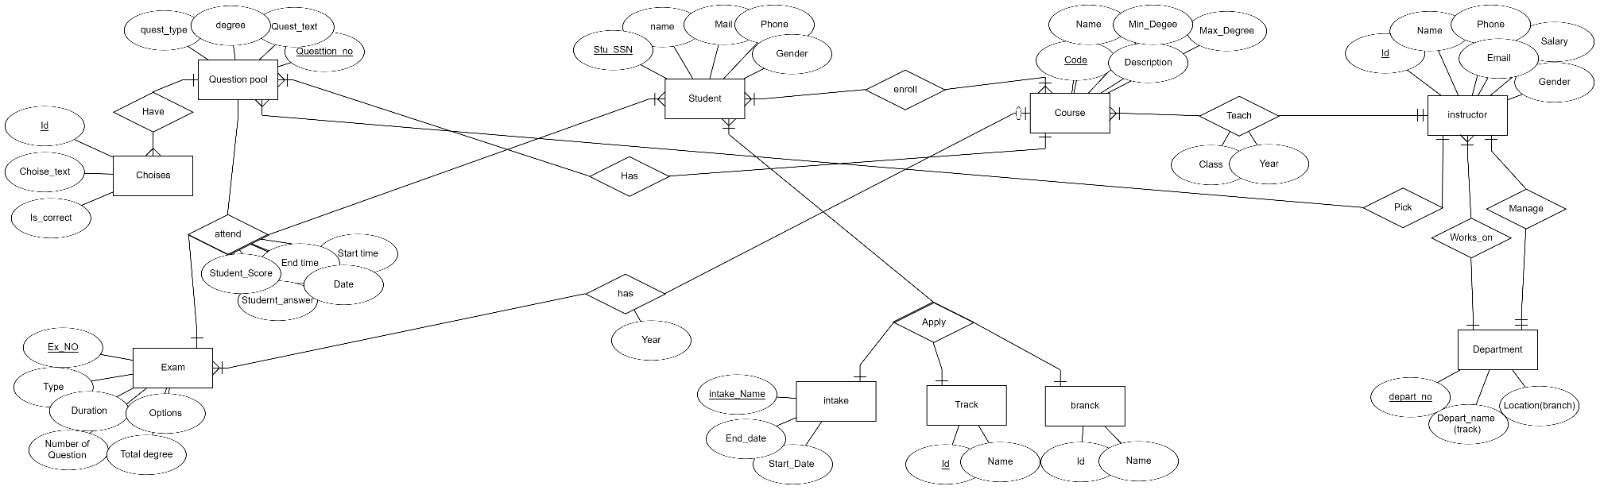 quest_type
degree
Quest_text
Questtion_no
Question pool
Have
Id
Choise_text
Is_correct
Choises
Stu_SSN
name
Mail
Phone
Gender
Student
enroll
Name
Min_Degee
Max_Degree
Code
Description
Course
Teach
Class
Year
Id
Name
Phone
Salary
Email
Gender
instructor
Has
Pick
Works_on
Manage
attend
Student_Score
End time
Start time
Date
Studernt_answer
has
Year
Apply
Ex_NO
Type
Duration
Options
Number of
Question
Total degree
Exam
intake_Name
End_date
Start_Date
intake
Track
Id
Name
branck
Id
Name
Department
depart_no
Depart_name
(track)
Location(branch)